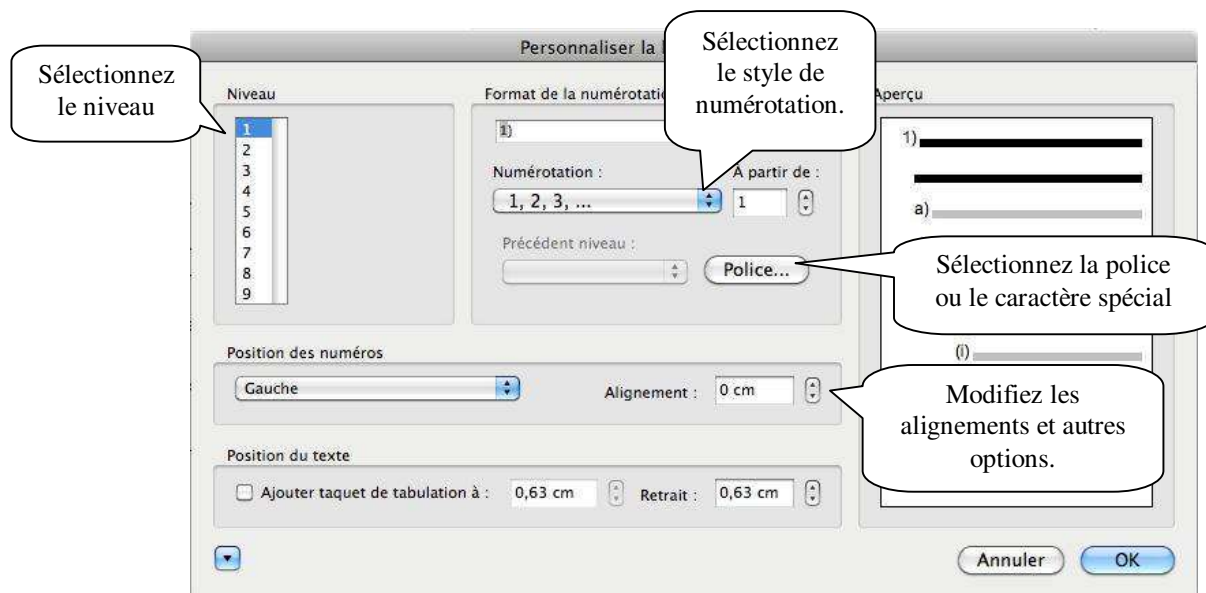 Personnaliser la
Sélectionnez
le niveau
Sélectionnez
le style de
numérotation.
Niveau
1
2
3
4
5
6
7
8
9
Format de la
1)
Numérotation :
À partir de :
1, 2, 3, ...
1
Précédent niveau :
Police...
Aperçu
1)
a)
(i)
Sélectionnez la police
ou le caractère spécial
Position des numéros
Gauche
Alignement :
0 cm
Modifiez les
alignements et autres
options.
Position du texte
Ajouter taquet de tabulation à :
0,63 cm
Retrait :
0,63 cm
Annuler
OK